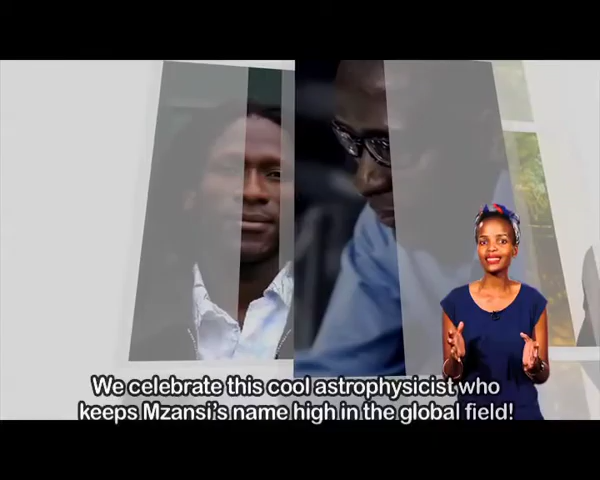 We celebrate this cool astrophysicist who
keeps Mzansi's name high in the global field!